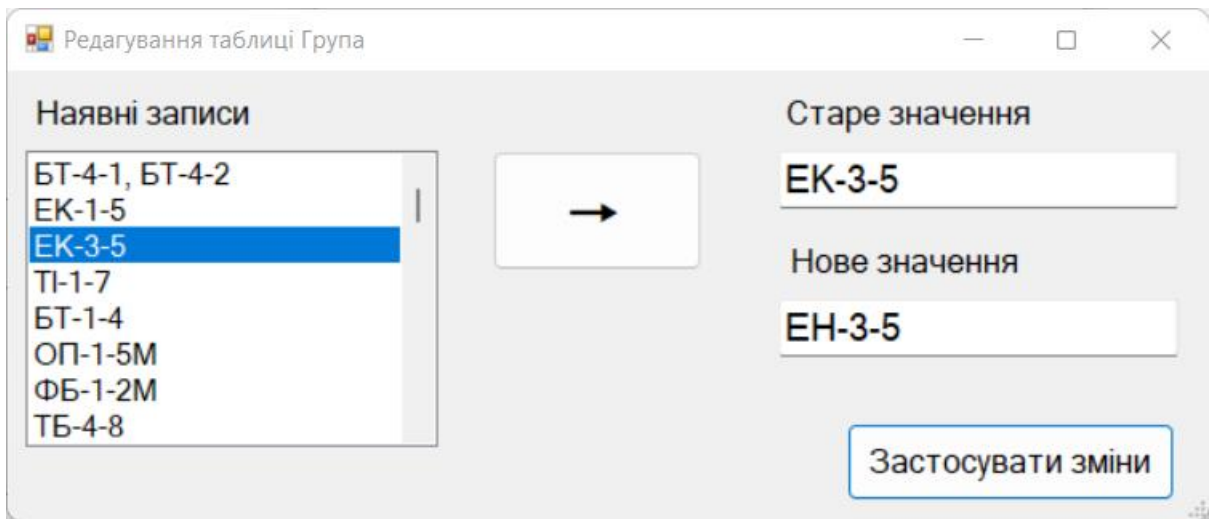 Редагування таблиці Група
Наявні записи
БТ-4-1, БТ-4-2
ЕК-1-5
ЕК-3-5
ТІ-1-7
БТ-1-4
ОП-1-5М
ФБ-1-2М
ТБ-4-8
→
Старе значення
ЕК-3-5
Нове значення
ЕН-3-5
Застосувати зміни